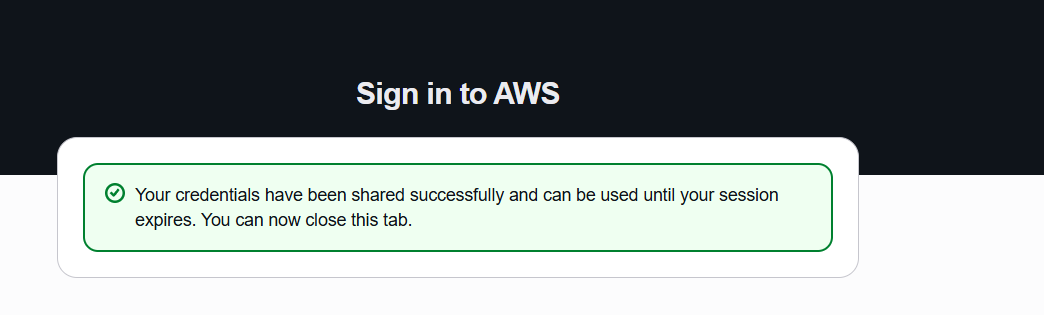 Sign in to AWS
Your credentials have been shared successfully and can be used until your session
expires. You can now close this tab.